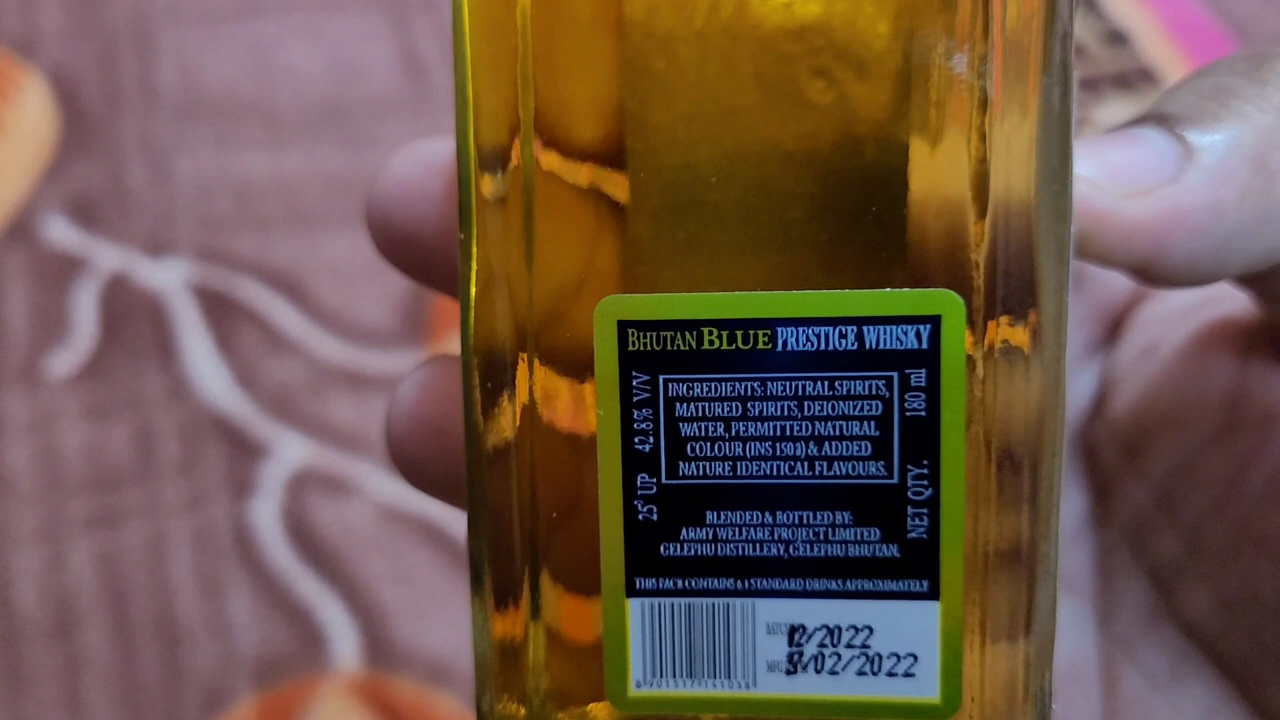 BHUTAN BLUE PRESTIGE WHISKY
INGREDIENTS: NEUTRAL SPIRITS,
MATURED SPIRITS, DEIONIZED
WATER, PERMITTED NATURAL
COLOUR (INS 150a) & ADDED
NATURE IDENTICAL FLAVOURS.
25° UP 42.8% V/V
NET QTY. 180 ml
BLENDED & BOTTLED BY:
ARMY WELFARE PROJECT LIMITED
GELEPHU DISTILLERY, GELEPHU BHUTAN.
THIS PACK CONTAINS 6.1 STANDARD DRINKS APPROXIMATELY
12/2022
/02/2022